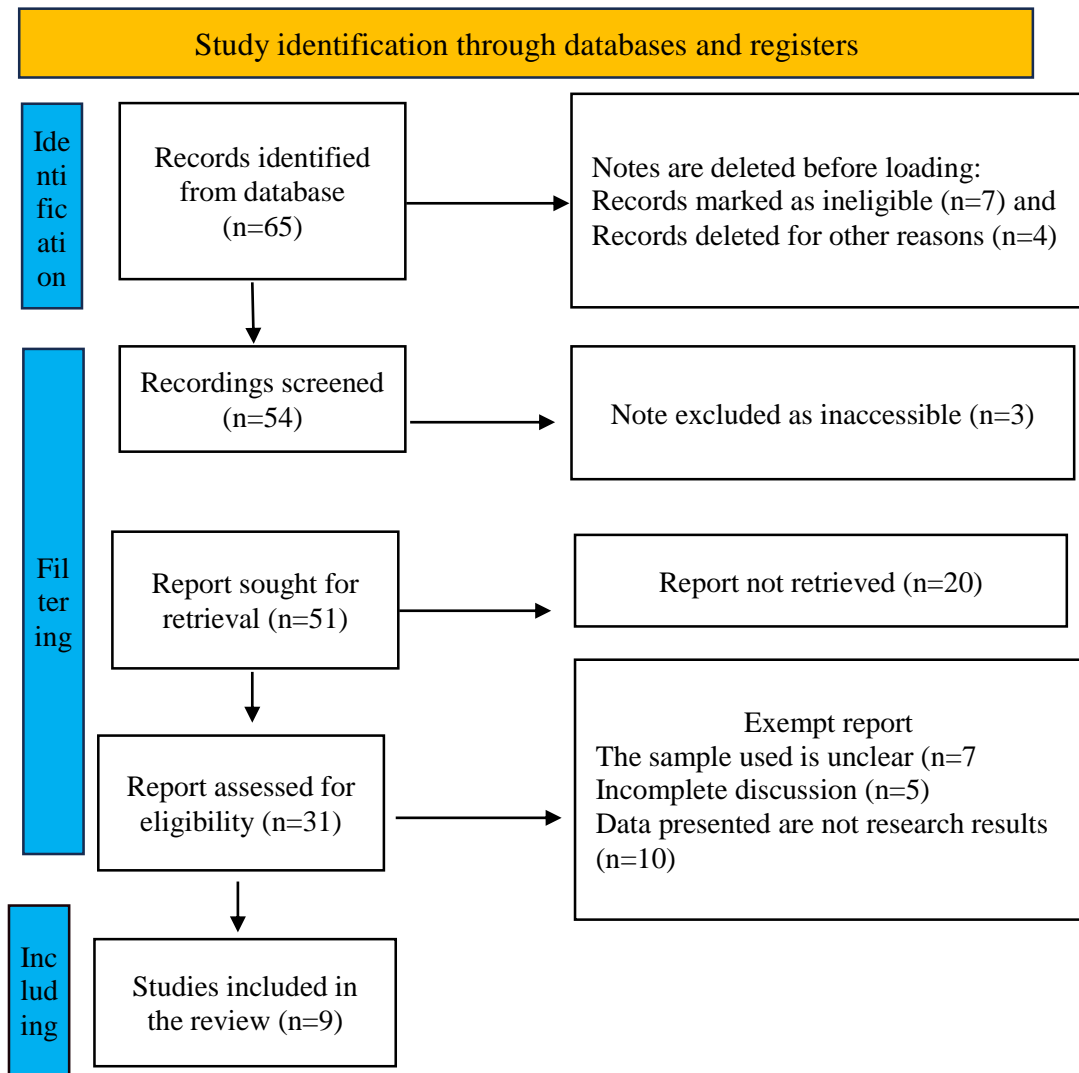 Study identification through databases and registers
Ide
nti
fic
ati
on
Records identified
from database
(n=65)
Notes are deleted before loading:
Records marked as ineligible (n=7) and
Records deleted for other reasons (n=4)
Fil
ter
ing
Recordings screened
(n=54)
Note excluded as inaccessible (n=3)
Report sought for
retrieval (n=51)
Report not retrieved (n=20)
Report assessed for
eligibility (n=31)
Exempt report
The sample used is unclear (n=7
Incomplete discussion (n=5)
Data presented are not research results
(n=10)
Inc
lud
ing
Studies included in
the review (n=9)